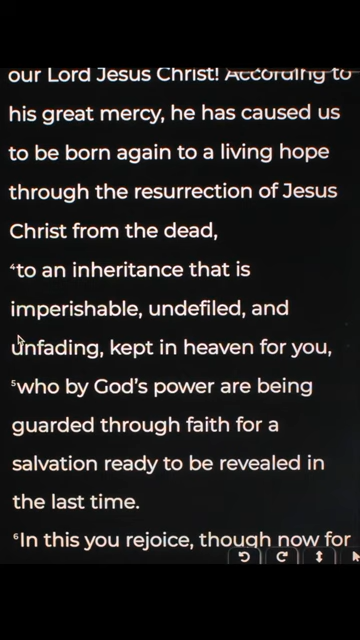 our Lord Jesus Christ! According to
his great mercy, he has caused us
to be born again to a living hope
through the resurrection of Jesus
Christ from the dead,
⁴to an inheritance that is
imperishable, undefiled, and
unfading, kept in heaven for you,
⁵who by God's power are being
guarded through faith for a
salvation ready to be revealed in
the last time.
⁶In this you rejoice, though now for